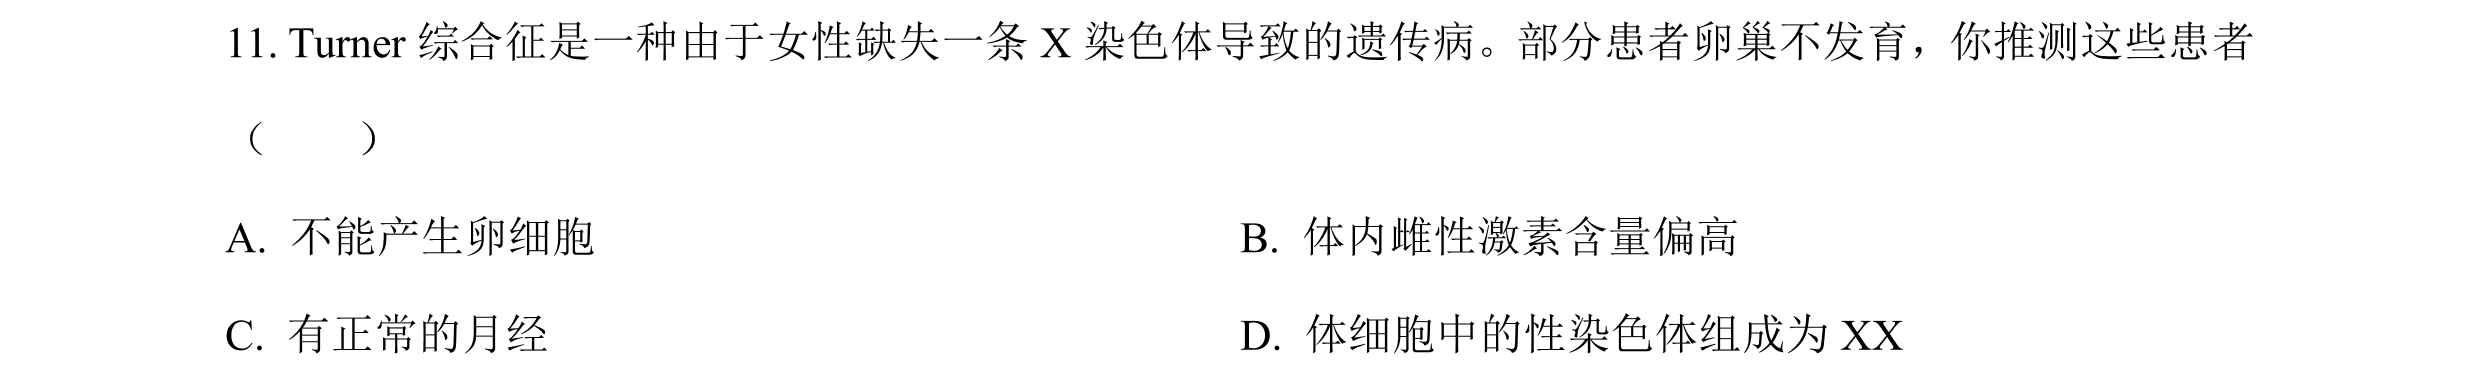 11. Turner 综合征是一种由于女性缺失一条 X 染色体导致的遗传病。部分患者卵巢不发育，你推测这些患者
（　　）
A. 不能产生卵细胞 B. 体内雌性激素含量偏高
C. 有正常的月经 D. 体细胞中的性染色体组成为 XX